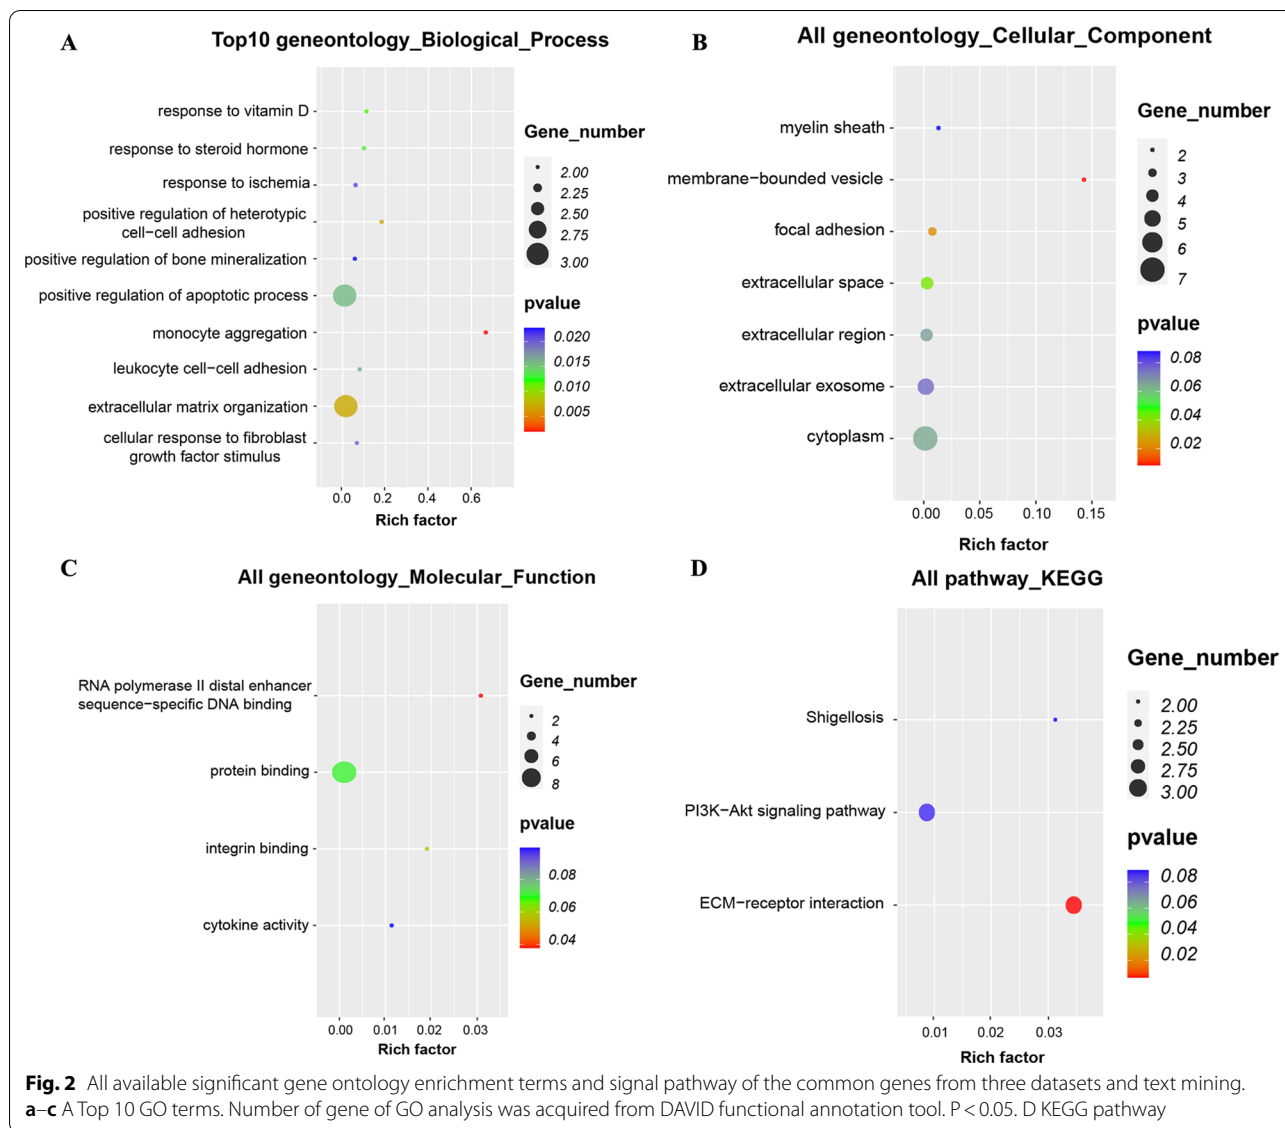 A
Top10 geneontology_Biological_Process
response to vitamin D
response to steroid hormone
response to ischemia
positive regulation of heterotypic
cell−cell adhesion
positive regulation of bone mineralization
positive regulation of apoptotic process
monocyte aggregation
leukocyte cell−cell adhesion
extracellular matrix organization
cellular response to fibroblast
growth factor stimulus
0.0 0.2 0.4 0.6
Rich factor
Gene_number
2.00
2.25
2.50
2.75
3.00
pvalue
0.020
0.015
0.010
0.005
B
All geneontology_Cellular_Component
myelin sheath
membrane−bounded vesicle
focal adhesion
extracellular space
extracellular region
extracellular exosome
cytoplasm
0.00 0.05 0.10 0.15
Rich factor
Gene_number
2
3
4
5
6
7
pvalue
0.08
0.06
0.04
0.02
C
All geneontology_Molecular_Function
RNA polymerase II distal enhancer
sequence−specific DNA binding
protein binding
integrin binding
cytokine activity
0.00 0.01 0.02 0.03
Rich factor
Gene_number
2
4
6
8
pvalue
0.08
0.06
0.04
D
All pathway_KEGG
Shigellosis
PI3K−Akt signaling pathway
ECM−receptor interaction
0.01 0.02 0.03
Rich factor
Gene_number
2.00
2.25
2.50
2.75
3.00
pvalue
0.08
0.06
0.04
0.02
Fig. 2 All available significant gene ontology enrichment terms and signal pathway of the common genes from three datasets and text mining.
a–c A Top 10 GO terms. Number of gene of GO analysis was acquired from DAVID functional annotation tool. P < 0.05. D KEGG pathway